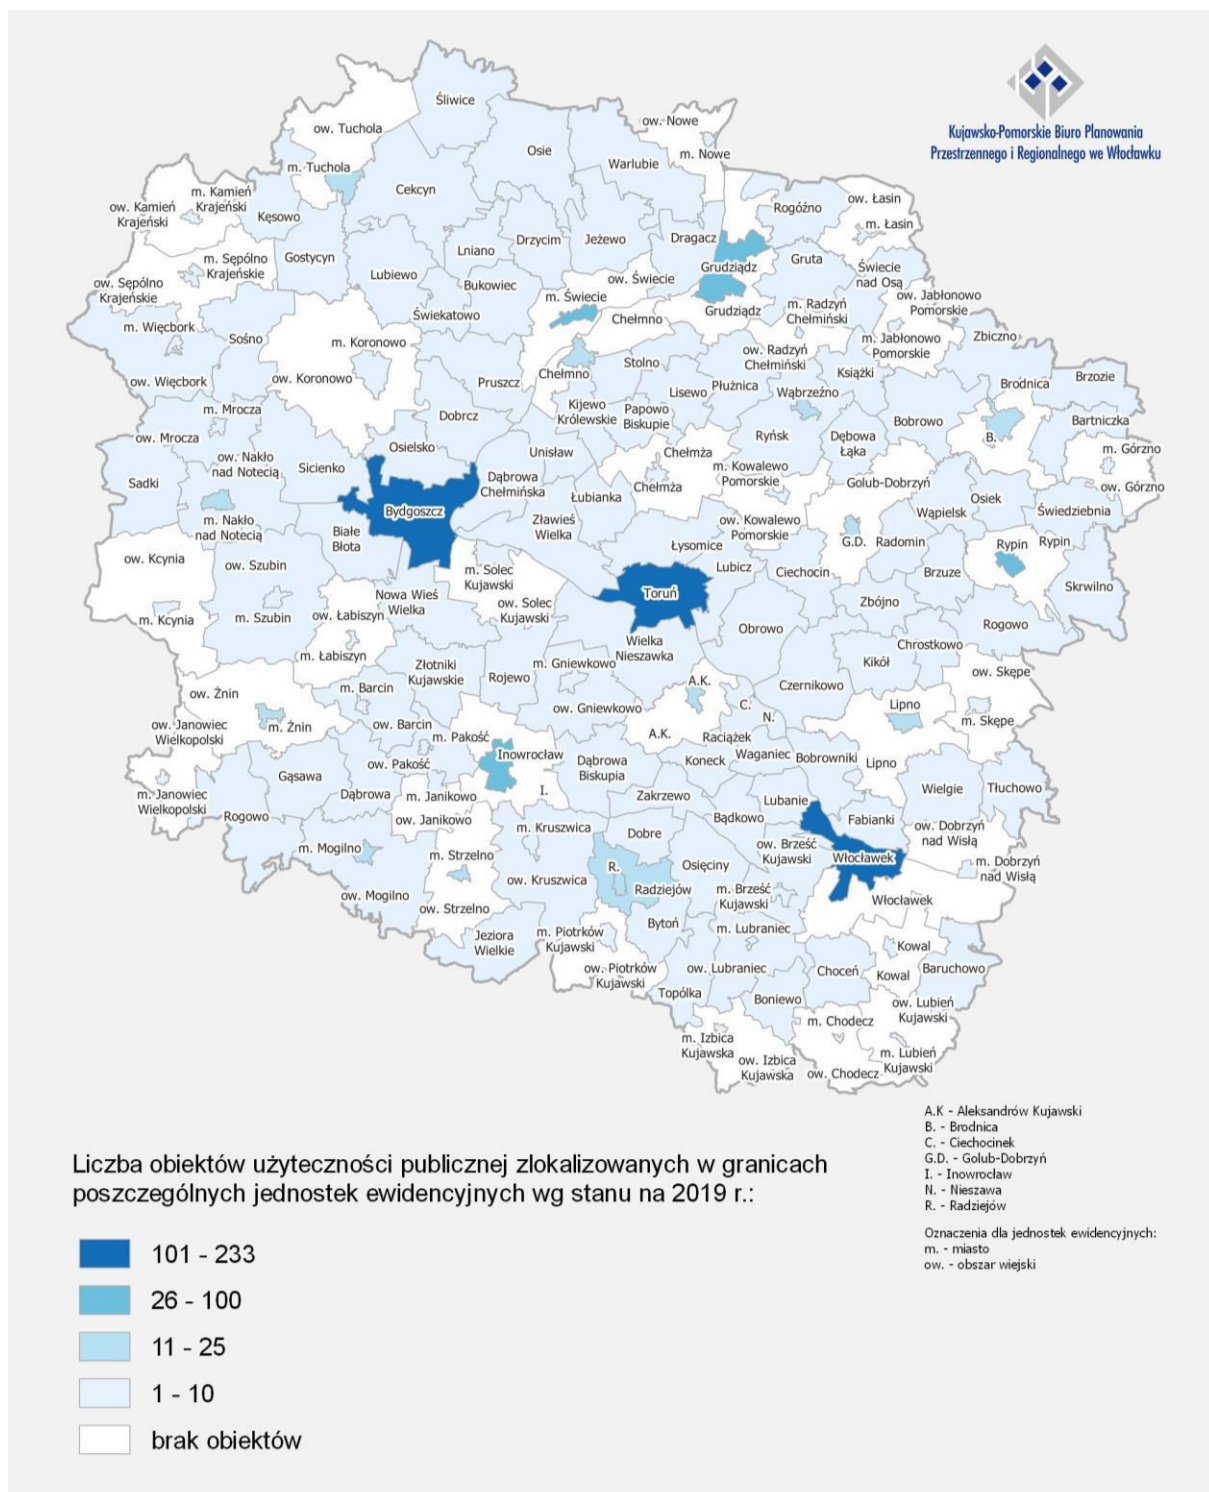 Kujawsko-Pomorskie Biuro Planowania
Przestrzennego i Regionalnego we Włocławku
Śliwice
ow. Nowe
ow. Tuchola
Osie
m. Nowe
Warlubie
m. Tuchola
m. Kamień
Krajeński
Cekcyn
ow. Łasin
ow. Kamień
Krajeński
Kęsowo
Rogóźno
m. Łasin
Drzycim
Jeżewo
Dragacz
Lniano
Gostycyn
m. Sępólno
Krajeńskie
Gruta
Grudziądz
Świecie
nad Osą
Lubiewo
ow. Świecie
ow. Sępólno
Krajeńskie
Bukowiec
m. Świecie
ow. Jabłonowo
Pomorskie
m. Radzyń
Chełmiński
Grudziądz
Świekatowo
Chełmno
m. Więcbork
Sośno
m. Koronowo
m. Jabłonowo
Pomorskie
Zbiczno
ow. Radzyń
Chełmiński
Stolno
Chełmno
Książki
ow. Więcbork
ow. Koronowo
Pruszcz
Płużnica
Lisewo
Wąbrzeźno
Brodnica
Brzozie
m. Mrocza
Dobrcz
Kijewo
Królewskie
Papowo
Biskupie
Bobrowo
Bartniczka
ow. Mrocza
Osielsko
Ryńsk
Dębowa
Łąka
B.
m. Górzno
ow. Nakło
nad Notecią
Sicienko
Unisław
Chełmża
m. Kowalewo
Pomorskie
Sadki
Dąbrowa
Chełmińska
Chełmża
Golub-Dobrzyń
ow. Górzno
Łubianka
Osiek
Bydgoszcz
Wąpielsk
Świedziebnia
m. Nakło
nad Notecią
Białe
Błota
Zławieś
Wielka
ow. Kowalewo
Pomorskie
G.D.
Radomin
Rypin
Rypin
Łysomice
ow. Kcynia
ow. Szubin
m. Solec
Kujawski
Lubicz
Ciechocin
Brzuze
Skrwilno
Nowa Wieś
Wielka
Toruń
ow. Solec
Kujawski
Zbójno
m. Kcynia
m. Szubin
ow. Łabiszyn
Obrowo
Rogowo
Wielka
Nieszawka
Chrostkowo
m. Łabiszyn
Złotniki
Kujawskie
m. Gniewkowo
Kikół
Rojewo
ow. Skępe
A.K.
Czernikowo
ow. Żnin
m. Barcin
ow. Gniewkowo
C.
Lipno
N.
m. Skępe
ow. Janowiec
Wielkopolski
m. Żnin
ow. Barcin
m. Pakość
A.K.
Raciążek
Inowrocław
Waganiec
Bobrowniki
Dąbrowa
Biskupia
Koneck
Lipno
ow. Pakość
Gąsawa
I.
Wielgie
Tłuchowo
m. Janowiec
Wielkopolski
Dąbrowa
m. Janikowo
Zakrzewo
Lubanie
Rogowo
ow. Janikowo
Bądkowo
Fabianki
m. Kruszwica
Dobre
ow. Dobrzyń
nad Wisłą
m. Mogilno
ow. Brześć
Kujawski
m. Strzelno
Włocławek
R.
Osięciny
m. Dobrzyń
nad Wisłą
ow. Kruszwica
Radziejów
ow. Mogilno
m. Brześć
Kujawski
Włocławek
ow. Strzelno
Bytoń
Jeziora
Wielkie
m. Piotrków
Kujawski
m. Lubraniec
Kowal
ow. Piotrków
Kujawski
ow. Lubraniec
Choceń
Kowal
Baruchowo
Topólka
Boniewo
ow. Lubień
Kujawski
m. Chodecz
m. Izbica
Kujawska
ow. Izbica
Kujawska
m. Lubień
Kujawski
ow. Chodecz
A.K - Aleksandrów Kujawski
B. - Brodnica
C. - Ciechocinek
G.D. - Golub-Dobrzyń
I. - Inowrocław
N. - Nieszawa
R. - Radziejów
Oznaczenia dla jednostek ewidencyjnych:
m. - miasto
ow. - obszar wiejski
Liczba obiektów użyteczności publicznej zlokalizowanych w granicach
poszczególnych jednostek ewidencyjnych wg stanu na 2019 r.:
101 - 233
26 - 100
11 - 25
1 - 10
brak obiektów